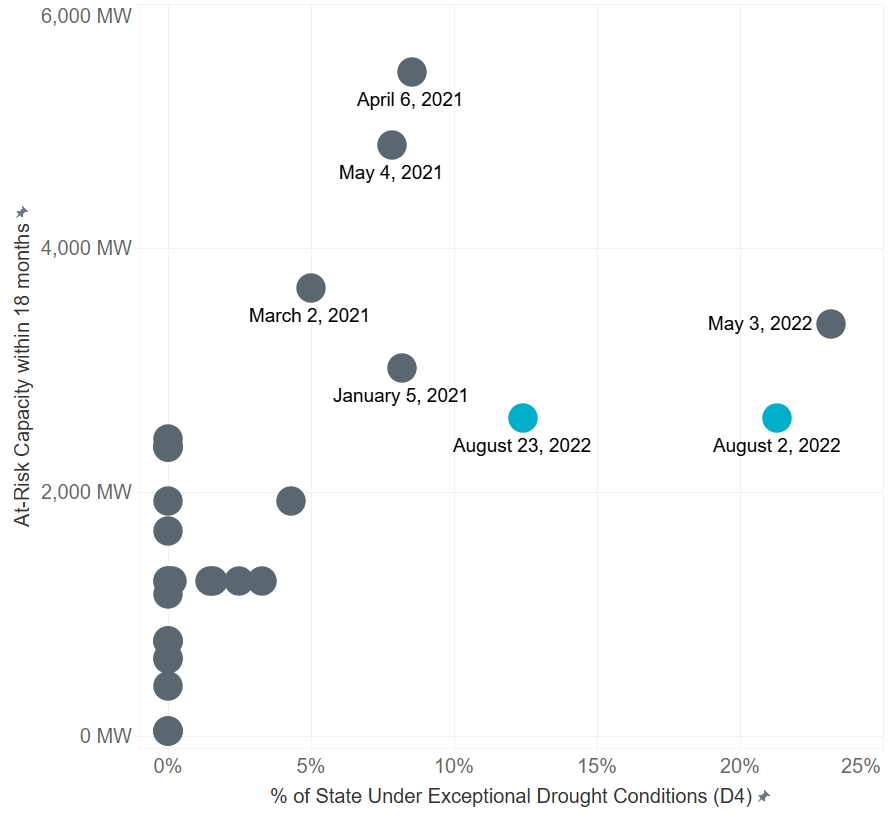 6,000 MW
April 6, 2021
May 4, 2021
At-Risk Capacity within 18 months
4,000 MW
March 2, 2021
May 3, 2022
January 5, 2021
August 23, 2022
August 2, 2022
2,000 MW
0 MW
0%
5%
10%
15%
20%
25%
% of State Under Exceptional Drought Conditions (D4)